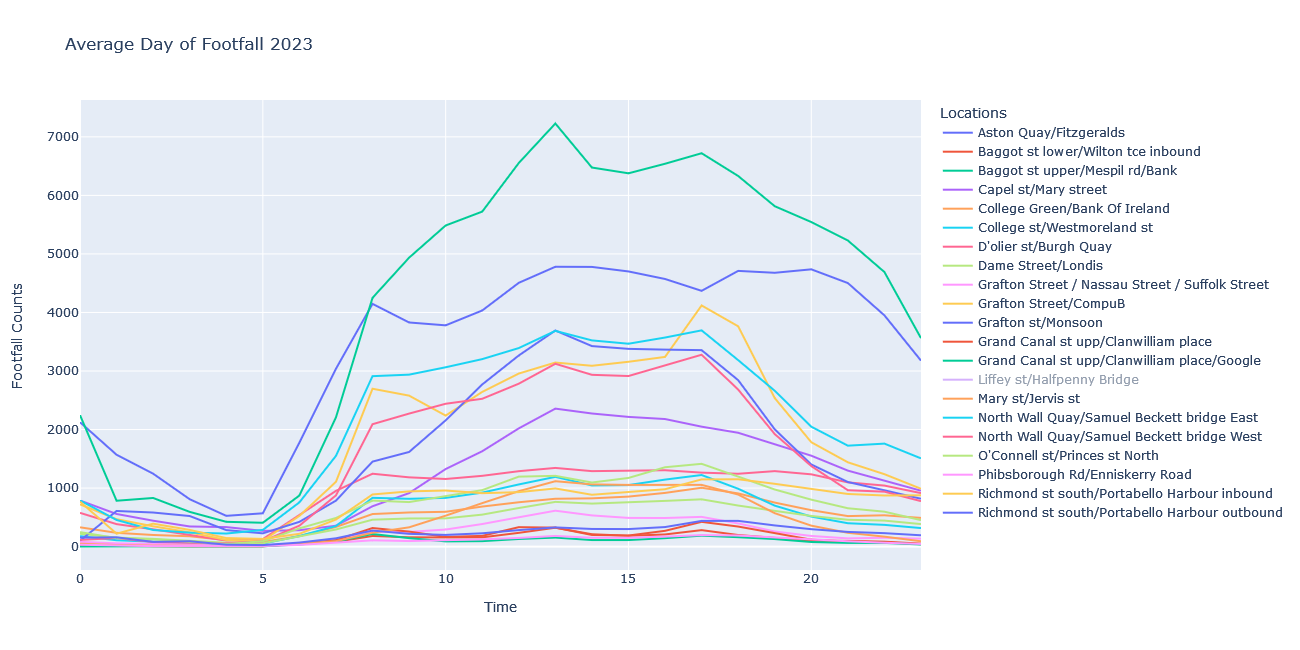 Average Day of Footfall 2023
Footfall Counts
7000
6000
5000
4000
3000
2000
1000
0
0 5 10 15 20
Time
Locations
Aston Quay/Fitzgeralds
Baggot st lower/Wilton tce inbound
Baggot st upper/Mespil rd/Bank
Capel st/Mary street
College Green/Bank Of Ireland
College st/Westmoreland st
D'olier st/Burgh Quay
Dame Street/Londis
Grafton Street / Nassau Street / Suffolk Street
Grafton Street/CompuB
Grafton st/Monsoon
Grand Canal st upp/Clanwilliam place
Grand Canal st upp/Clanwilliam place/Google
Liffey st/Halfpenny Bridge
Mary st/Jervis st
North Wall Quay/Samuel Beckett bridge East
North Wall Quay/Samuel Beckett bridge West
O'Connell st/Princes st North
Phibsborough Rd/Enniskerry Road
Richmond st south/Portabello Harbour inbound
Richmond st south/Portabello Harbour outbound